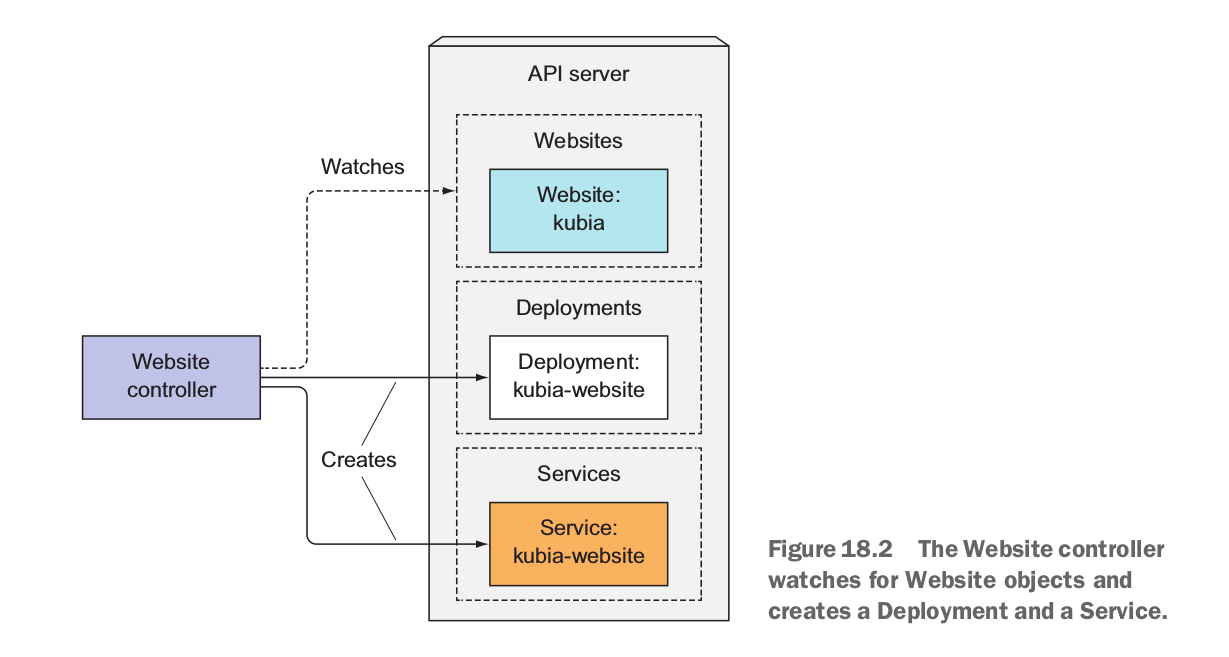 API server
Websites
Watches
Website:
kubia
Deployments
Website
controller
Deployment:
kubia-website
Creates
Services
Service:
kubia-website
Figure 18.2 The Website controller
watches for Website objects and
creates a Deployment and a Service.